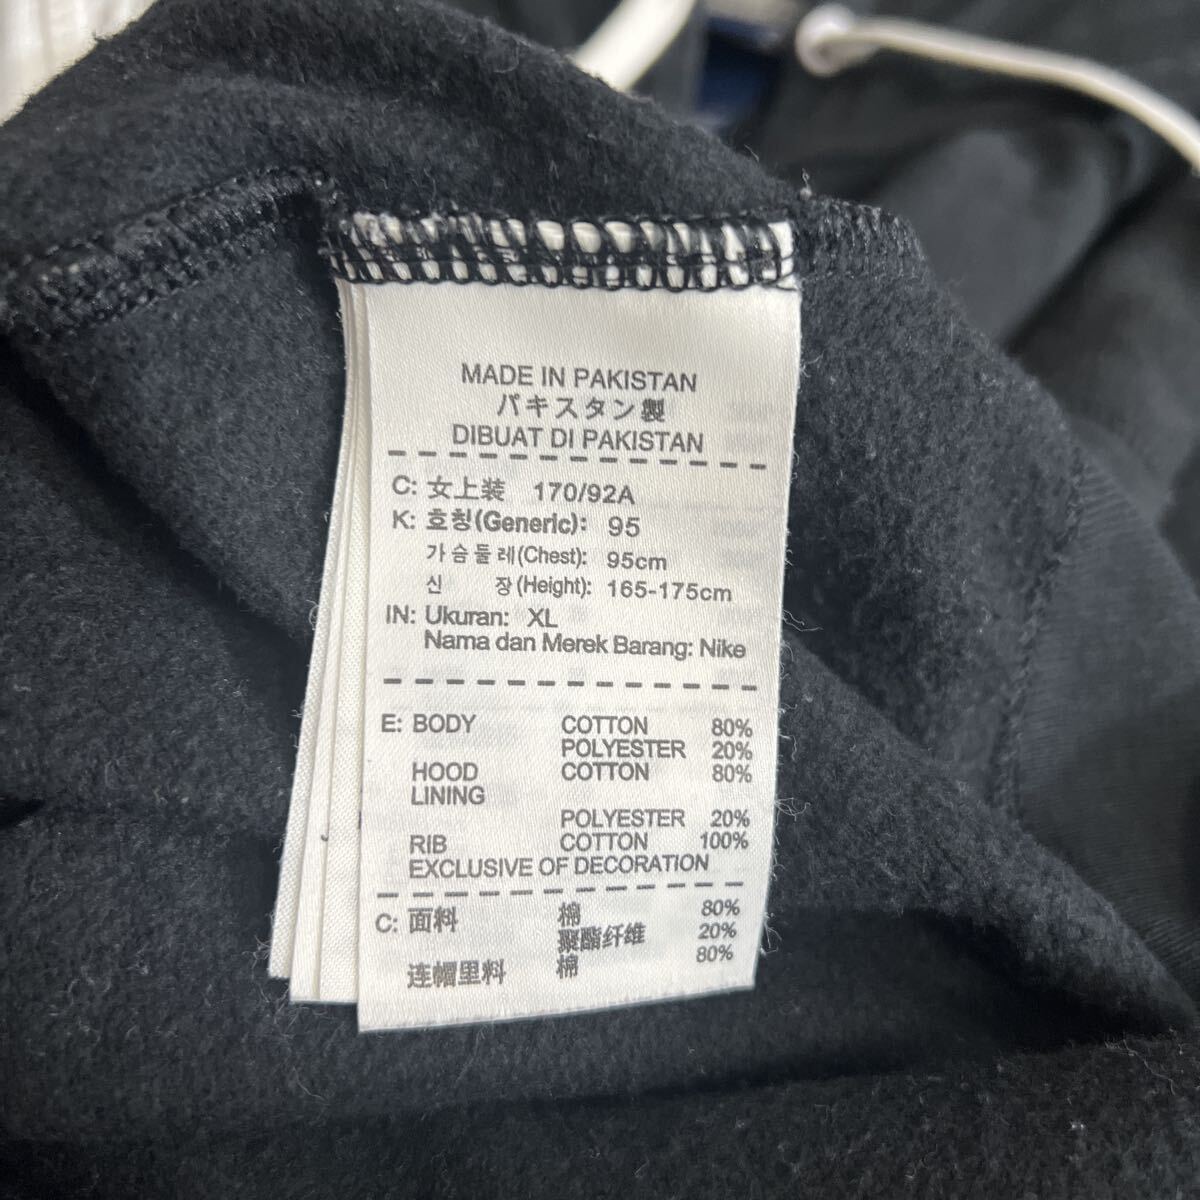 MADE IN PAKISTAN
パキスタン製
DIBUAT DI PAKISTAN
C: 女上装 170/92A
K: 호칭(Generic): 95
가슴둘레(Chest): 95cm
신 장(Height): 165-175cm
IN: Ukuran: XL
Nama dan Merek Barang: Nike
E: BODY COTTON 80%
POLYESTER 20%
HOOD COTTON 80%
LINING
POLYESTER 20%
RIB COTTON 100%
EXCLUSIVE OF DECORATION
C: 面料 棉 80%
聚酯纤维 20%
连帽里料 棉 80%